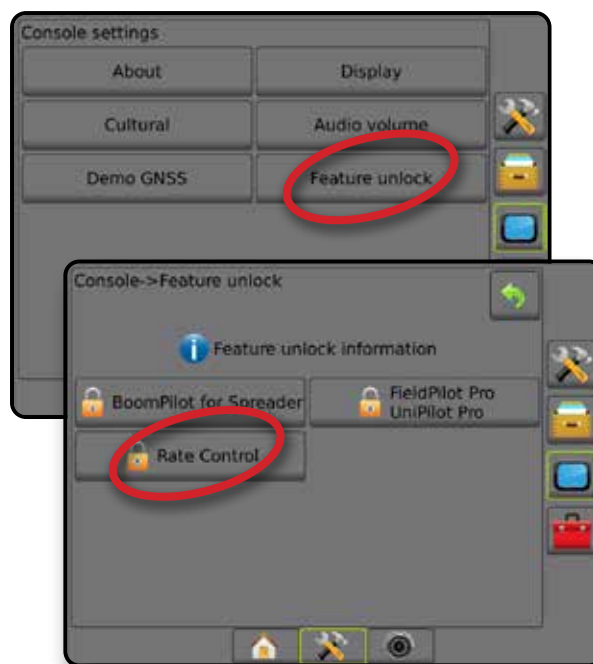 Console settings
About
Display
Cultural
Audio volume
Demo GNSS
Feature unlock
Console->Feature unlock
Feature unlock information
BoomPilot for Spreader
FieldPilot Pro
UniPilot Pro
Rate Control